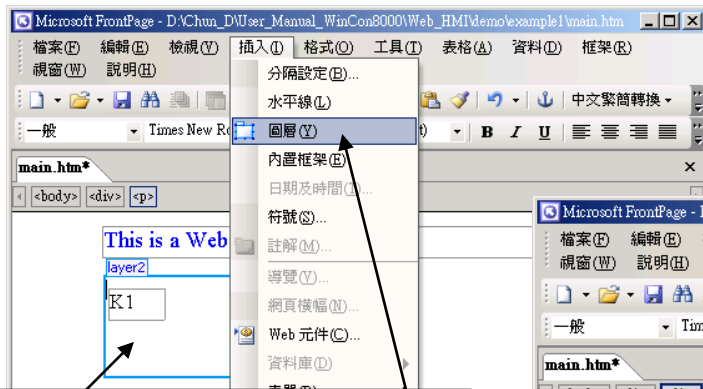 Microsoft FrontPage - D:\Chun_D\User_Manual_WinCon8000\Web_HMI\demo\example1\main.htm
檔案(F) 編輯(E) 檢視(V) 插入(I) 格式(O) 工具(T) 表格(A) 資料(D) 框架(R)
視窗(W) 說明(H)
中文繁簡轉換
一般 Times New
B I U
main.htm*
<body> <div> <p>
分隔設定(B)...
水平線(L)
圖層(Y)
內置框架(E)
日期及時間
符號(S)...
註解(M)...
導覽(V)...
網頁橫幅(N)...
Web 元件(C)...
資料庫(D)
This is a Web
layer2
K1
Microsoft FrontPage -
檔案(F) 編輯(E)
視窗(W) 說明(H)
一般
main.htm*